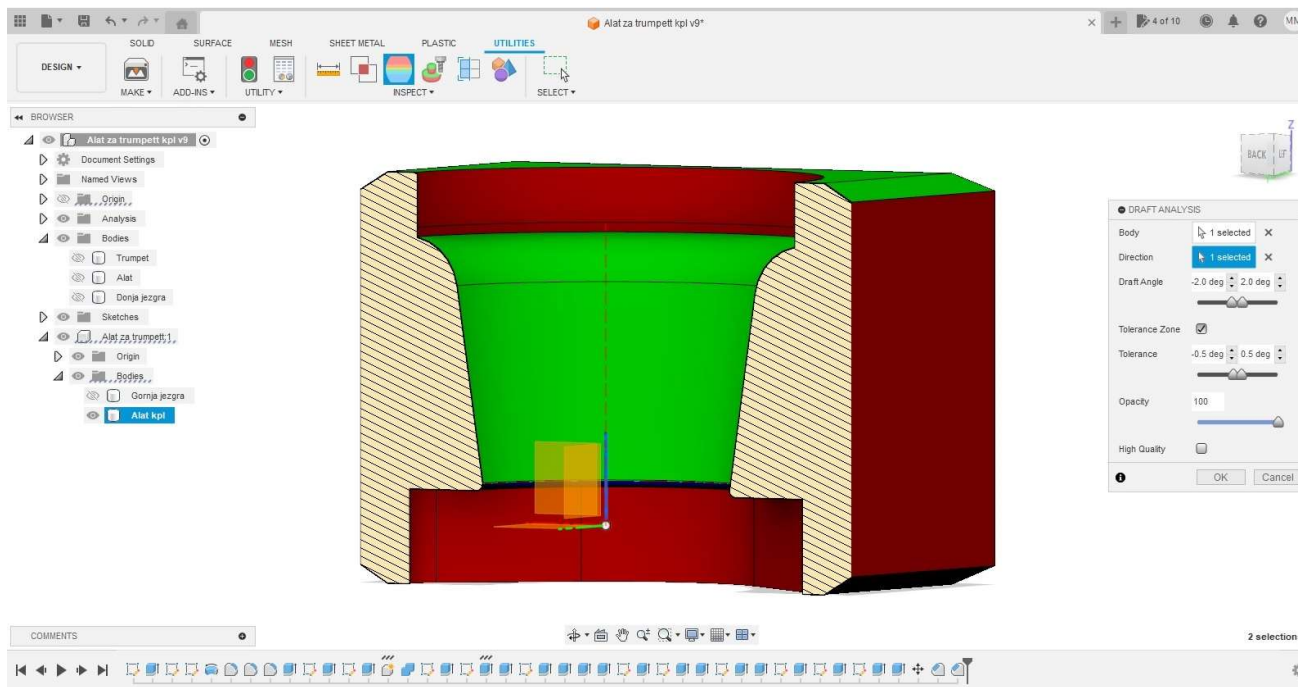 Alat za trumpett kpl v9*
4 of 10
MM
DESIGN
SOLID
SURFACE
MESH
SHEET METAL
PLASTIC
UTILITIES
MAKE
ADD-INS
UTILITY
INSPECT
SELECT
BROWSER
Alat za trumpett kpl v9
Document Settings
Named Views
Origin
Analysis
Bodies
Trumpet
Alat
Donja jezgra
Sketches
Alat za trumpett:1
Origin
Bodies
Gornja jezgra
Alat kpl
Z
BACK
LF
DRAFT ANALYSIS
Body 1 selected
Direction 1 selected
Draft Angle -2.0 deg 2.0 deg
Tolerance Zone
Tolerance -0.5 deg 0.5 deg
Opacity 100
High Quality
OK Cancel
COMMENTS
2 selection